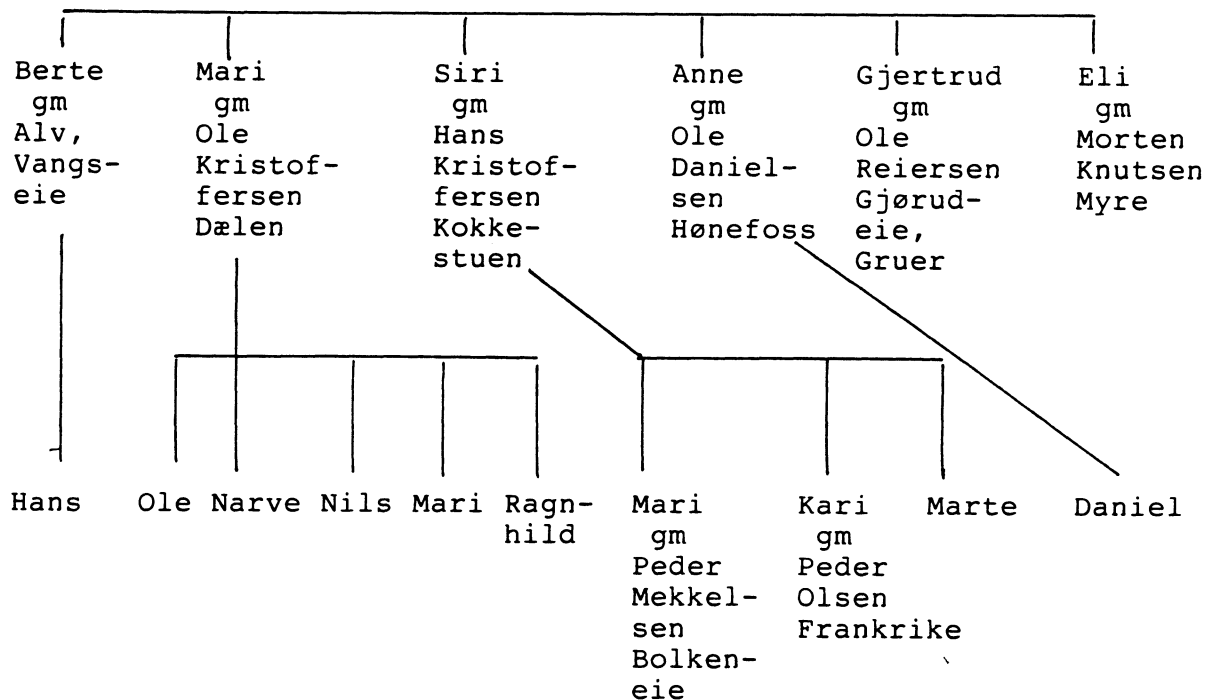 Berte
gm
Alv,
Vangs-
eie
Mari
gm
Ole
Kristof-
fersen
Dælen
Siri
gm
Hans
Kristof-
fersen
Kokke-
stuen
Anne
gm
Ole
Daniel-
sen
Hønefoss
Gjertrud
gm
Ole
Reiersen
Gjørud-
eie,
Gruer
Eli
gm
Morten
Knutsen
Myre
Hans
Ole
Narve
Nils
Mari
Ragn-
hild
Mari
gm
Peder
Mekkel-
sen
Bolken-
eie
Kari
gm
Peder
Olsen
Frankrike
Marte
Daniel